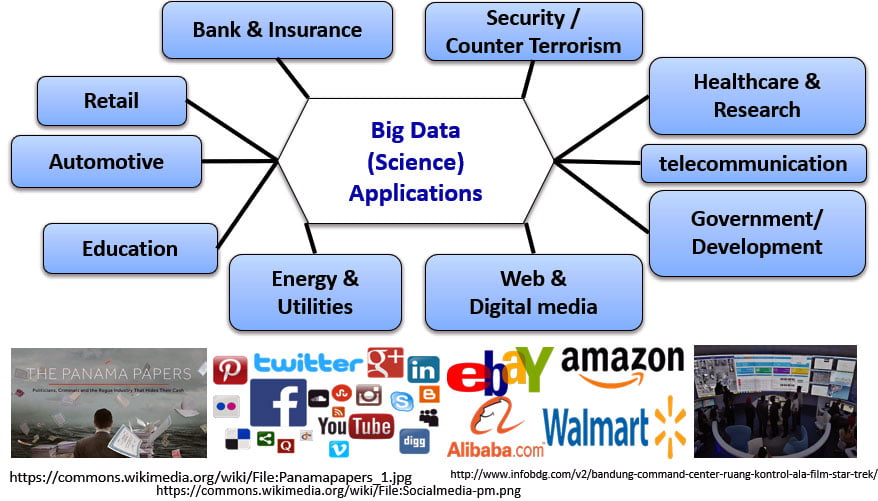 Bank & Insurance
Security /
Counter Terrorism
Retail
Healthcare &
Research
Big Data
(Science)
Applications
Automotive
telecommunication
Education
Government/
Development
Energy &
Utilities
Web &
Digital media
THE PANAMA PAPERS
Politicians, Criminals and the Rogue Industry That Hides Their Cash
twitter
g+
in
f
You Tube
digg
Q
S
B
v
ebaY
amazon
Alibaba.com
Walmart
https://commons.wikimedia.org/wiki/File:Panamapapers_1.jpg
http://www.infobdg.com/v2/bandung-command-center-ruang-kontrol-ala-film-star-trek/
https://commons.wikimedia.org/wiki/File:Socialmedia-pm.png